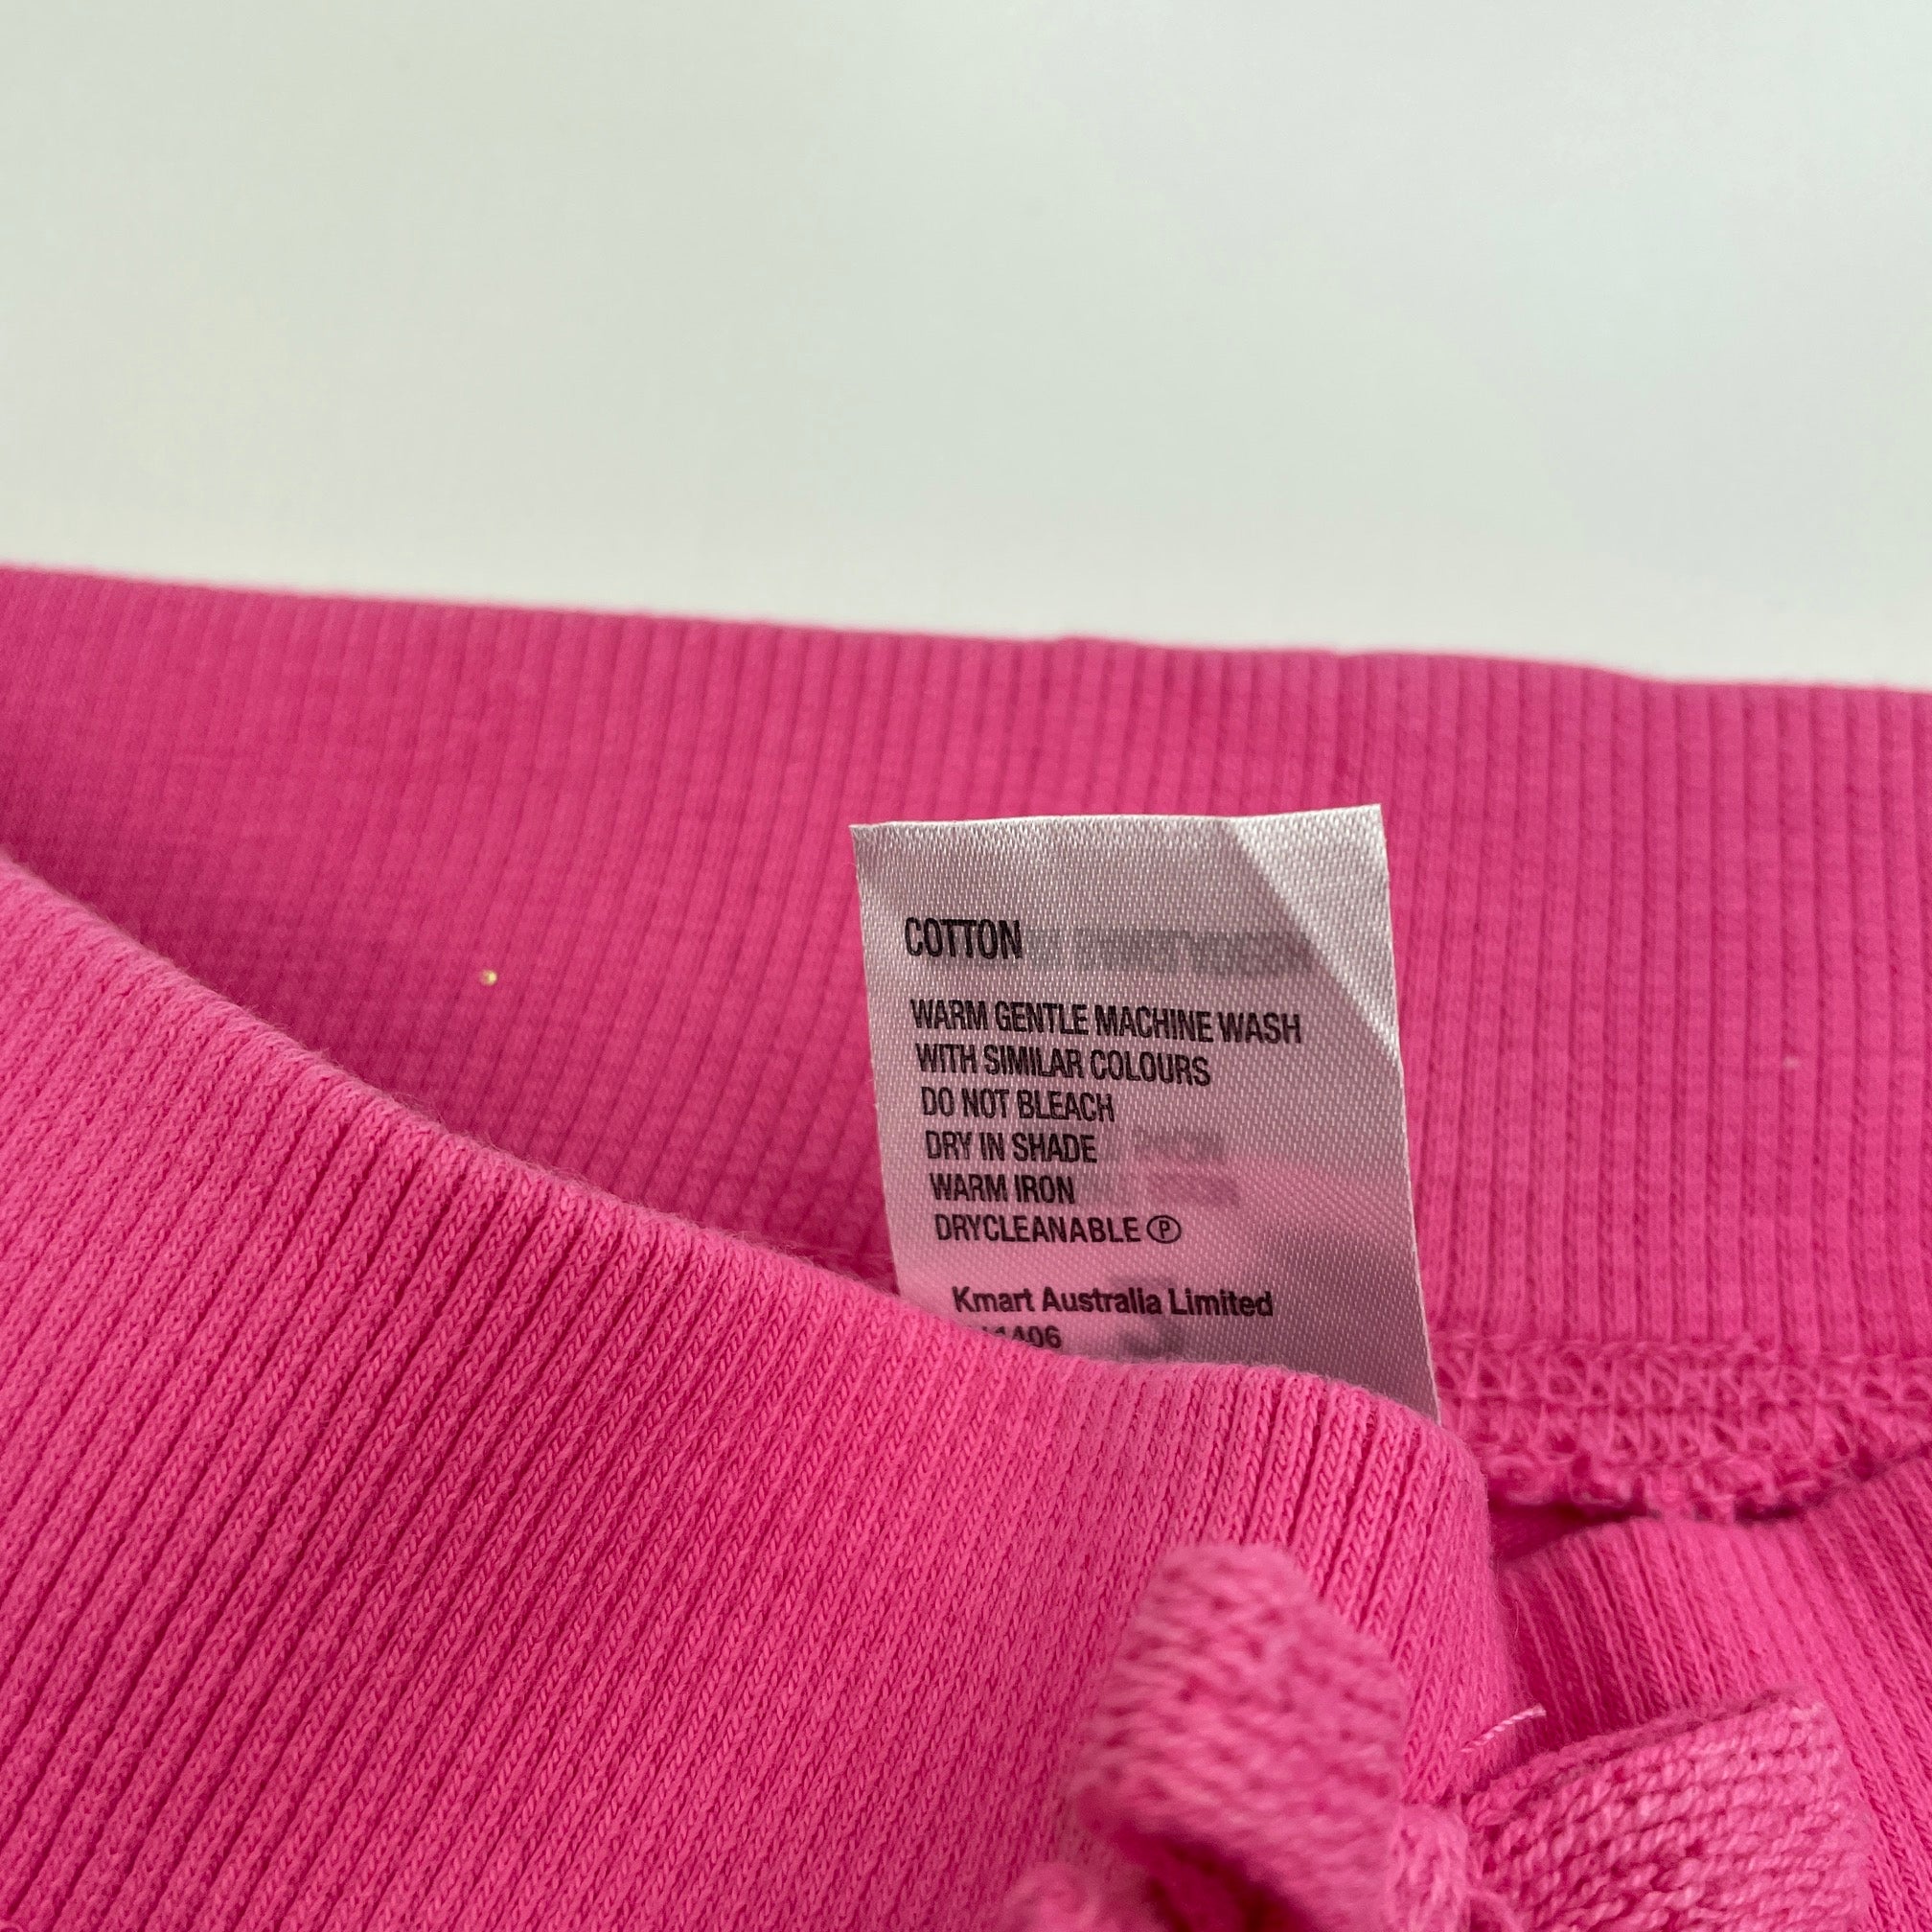 COTTON
WARM GENTLE MACHINE WASH
WITH SIMILAR COLOURS
DO NOT BLEACH
DRY IN SHADE
WARM IRON
DRYCLEANABLE Ⓟ
Kmart Australia Limited